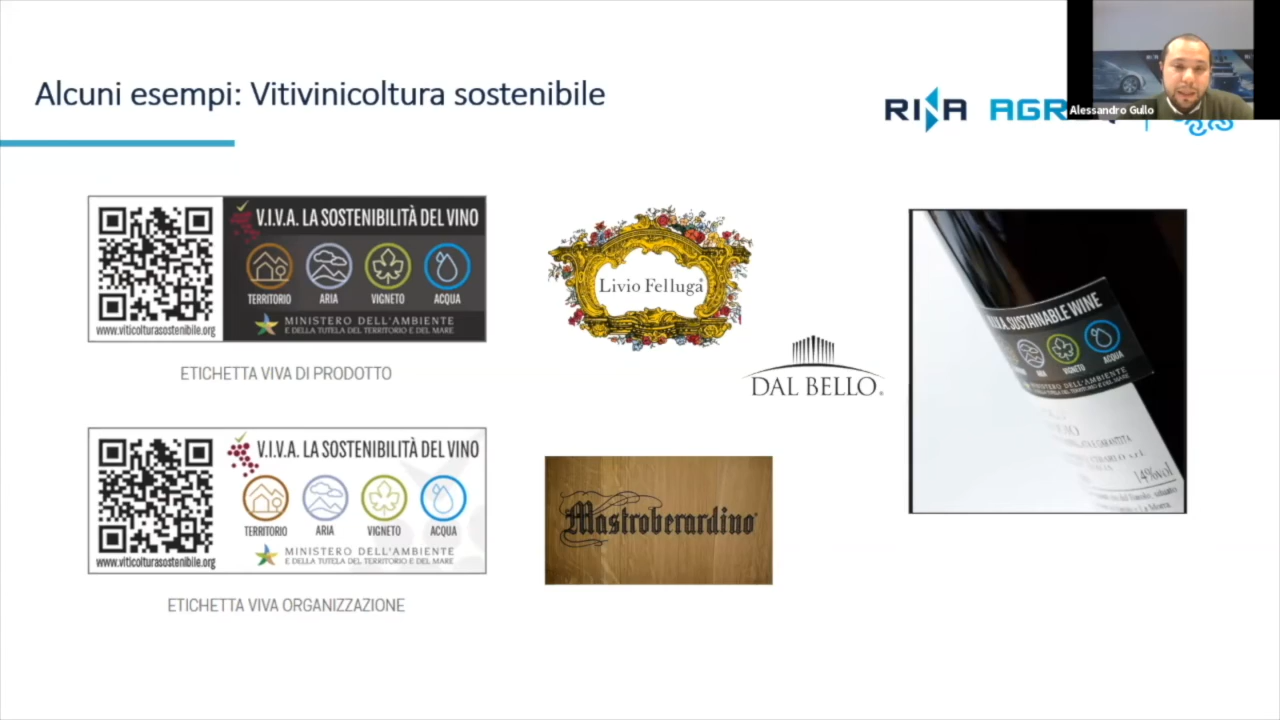 Alcuni esempi: Vitivinicoltura sostenibile
RINA
AGR
Alessandro Gullo
V.I.V.A. LA SOSTENIBILITÀ DEL VINO
TERRITORIO
ARIA
VIGNETO
ACQUA
MINISTERO DELL'AMBIENTE
E DELLA TUTELA DEL TERRITORIO E DEL MARE
www.viticolturasostenibile.org
ETICHETTA VIVA DI PRODOTTO
V.I.V.A. LA SOSTENIBILITÀ DEL VINO
TERRITORIO
ARIA
VIGNETO
ACQUA
MINISTERO DELL'AMBIENTE
E DELLA TUTELA DEL TERRITORIO E DEL MARE
www.viticolturasostenibile.org
ETICHETTA VIVA ORGANIZZAZIONE
Livio Felluga
DAL BELLO
Mastroberardino
SUSTAINABLE WINE
ARIA
VIGNETO
ACQUA
MINISTERO DELL'AMBIENTE
14%vol